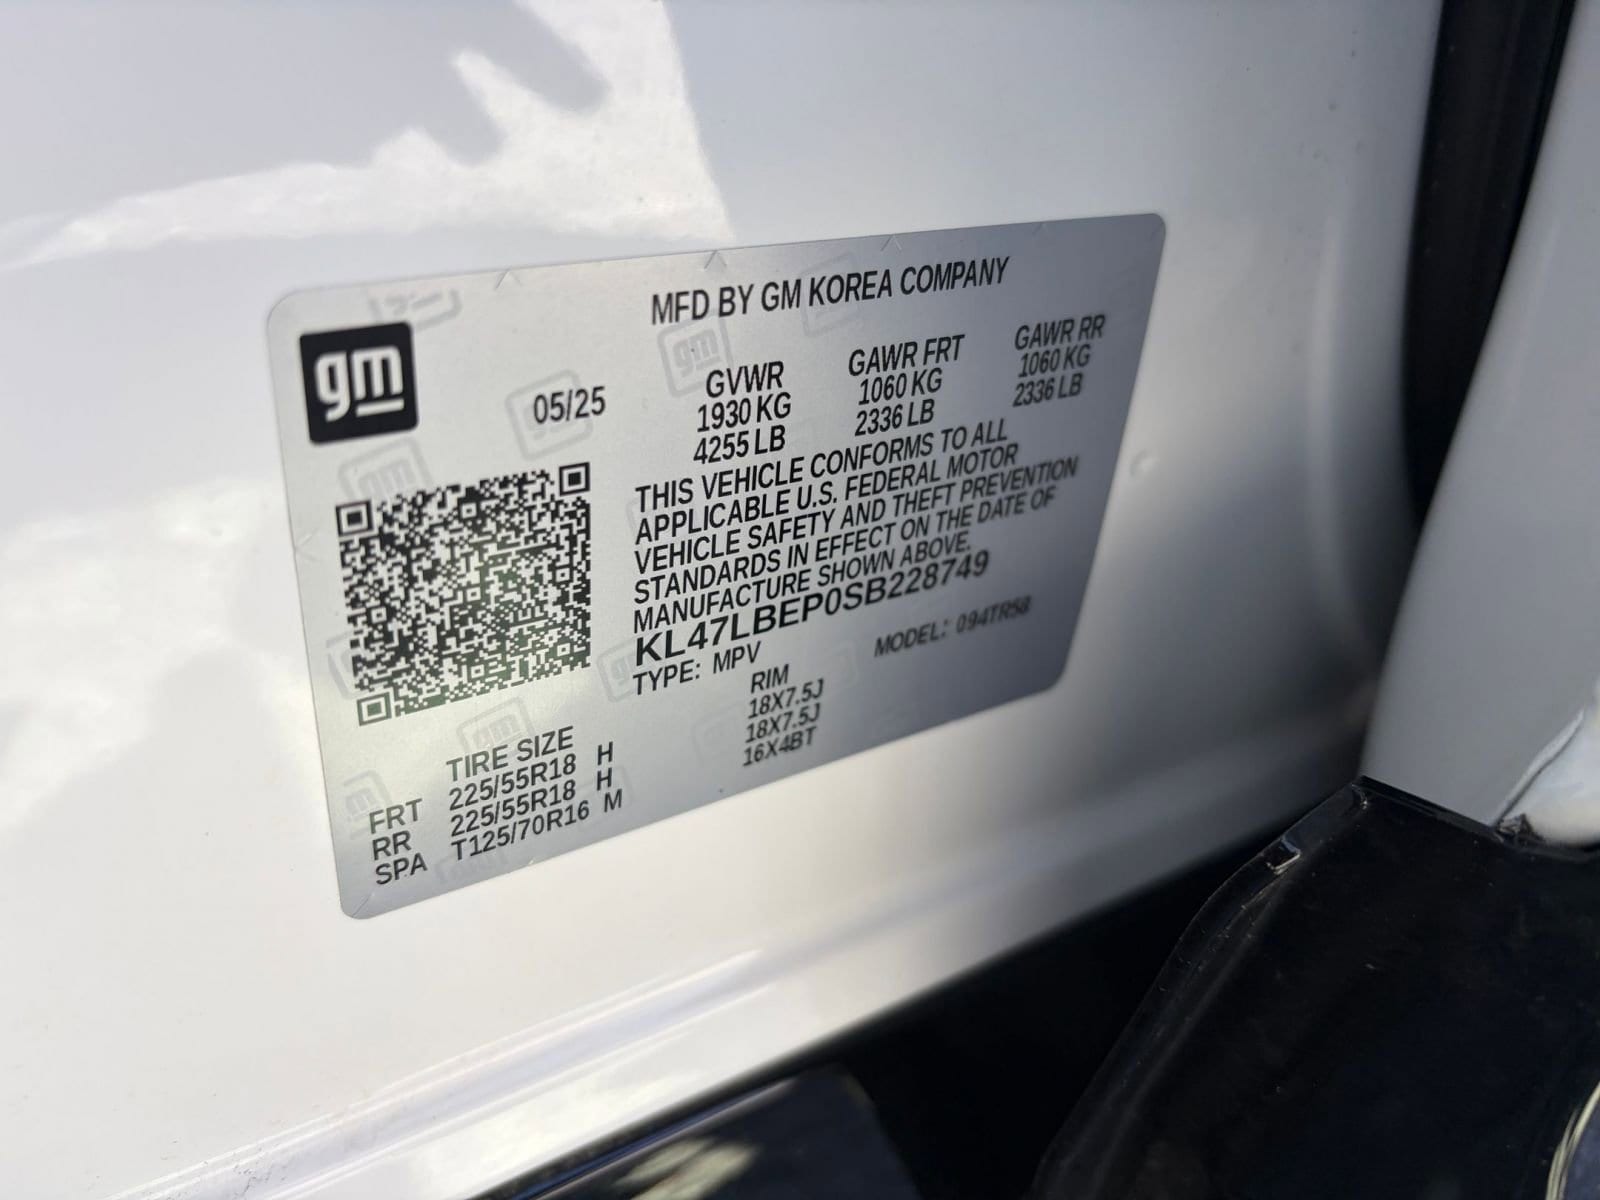 MFD BY GM KOREA COMPANY
gm
05/25
GVWR GAWR FRT GAWR RR
1930 KG 1060 KG 1060 KG
4255 LB 2336 LB 2336 LB
THIS VEHICLE CONFORMS TO ALL
APPLICABLE U.S. FEDERAL MOTOR
VEHICLE SAFETY AND THEFT PREVENTION
STANDARDS IN EFFECT ON THE DATE OF
MANUFACTURE SHOWN ABOVE.
KL47LBEP0SB228749
TYPE: MPV MODEL: 094TR58
TIRE SIZE RIM
FRT 225/55R18 H 18X7.5J
RR 225/55R18 H 18X7.5J
SPA T125/70R16 M 16X4BT